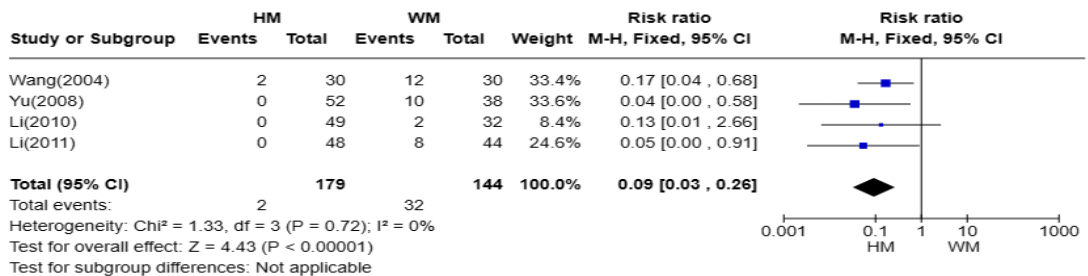 HM WM Risk ratio Risk ratio
Study or Subgroup Events Total Events Total Weight M-H, Fixed, 95% CI M-H, Fixed, 95% CI
Wang(2004) 2 30 12 30 33.4% 0.17 [0.04 , 0.68]
Yu(2008) 0 52 10 38 33.6% 0.04 [0.00 , 0.58]
Li(2010) 0 49 2 32 8.4% 0.13 [0.01 , 2.66]
Li(2011) 0 48 8 44 24.6% 0.05 [0.00 , 0.91]
Total (95% CI) 179 144 100.0% 0.09 [0.03 , 0.26]
Total events: 2 32
Heterogeneity: Chi² = 1.33, df = 3 (P = 0.72); I² = 0%
0.001 0.1 1 10 1000
Test for overall effect: Z = 4.43 (P < 0.00001)
HM WM
Test for subgroup differences: Not applicable